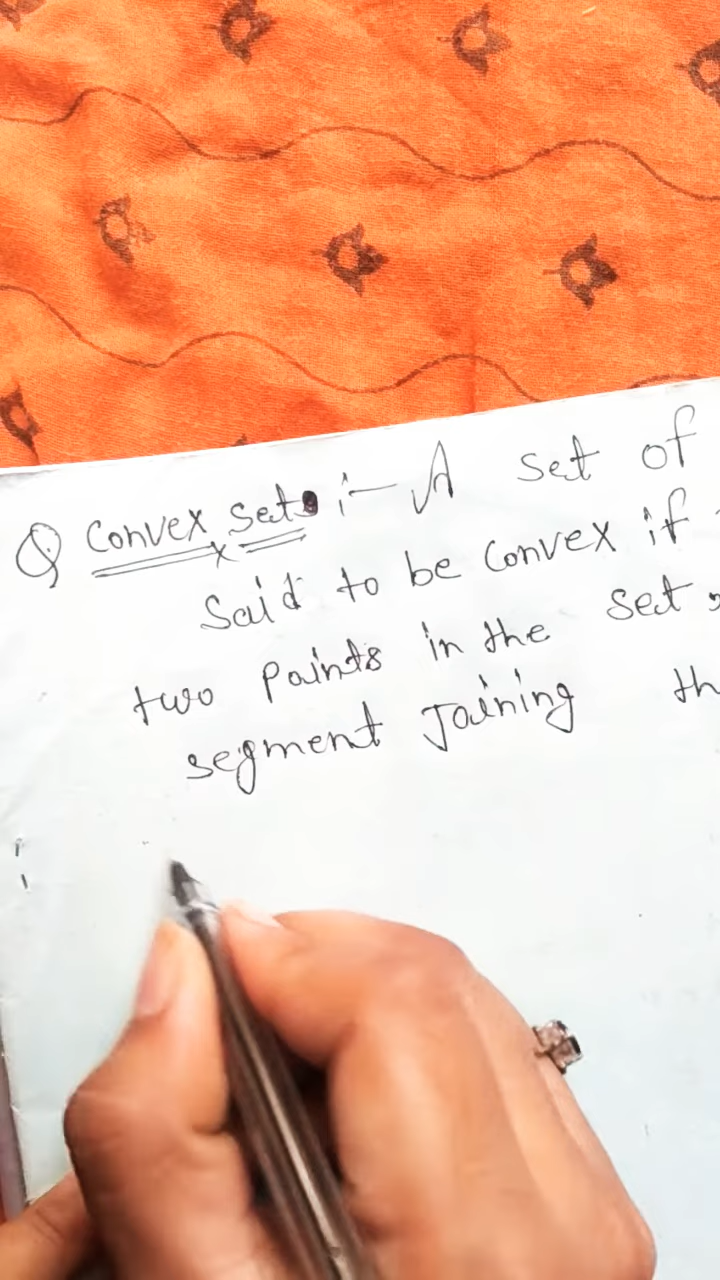 Q Convex Set :- A set of
Said to be Convex if
two Points in the set,
segment Joining th